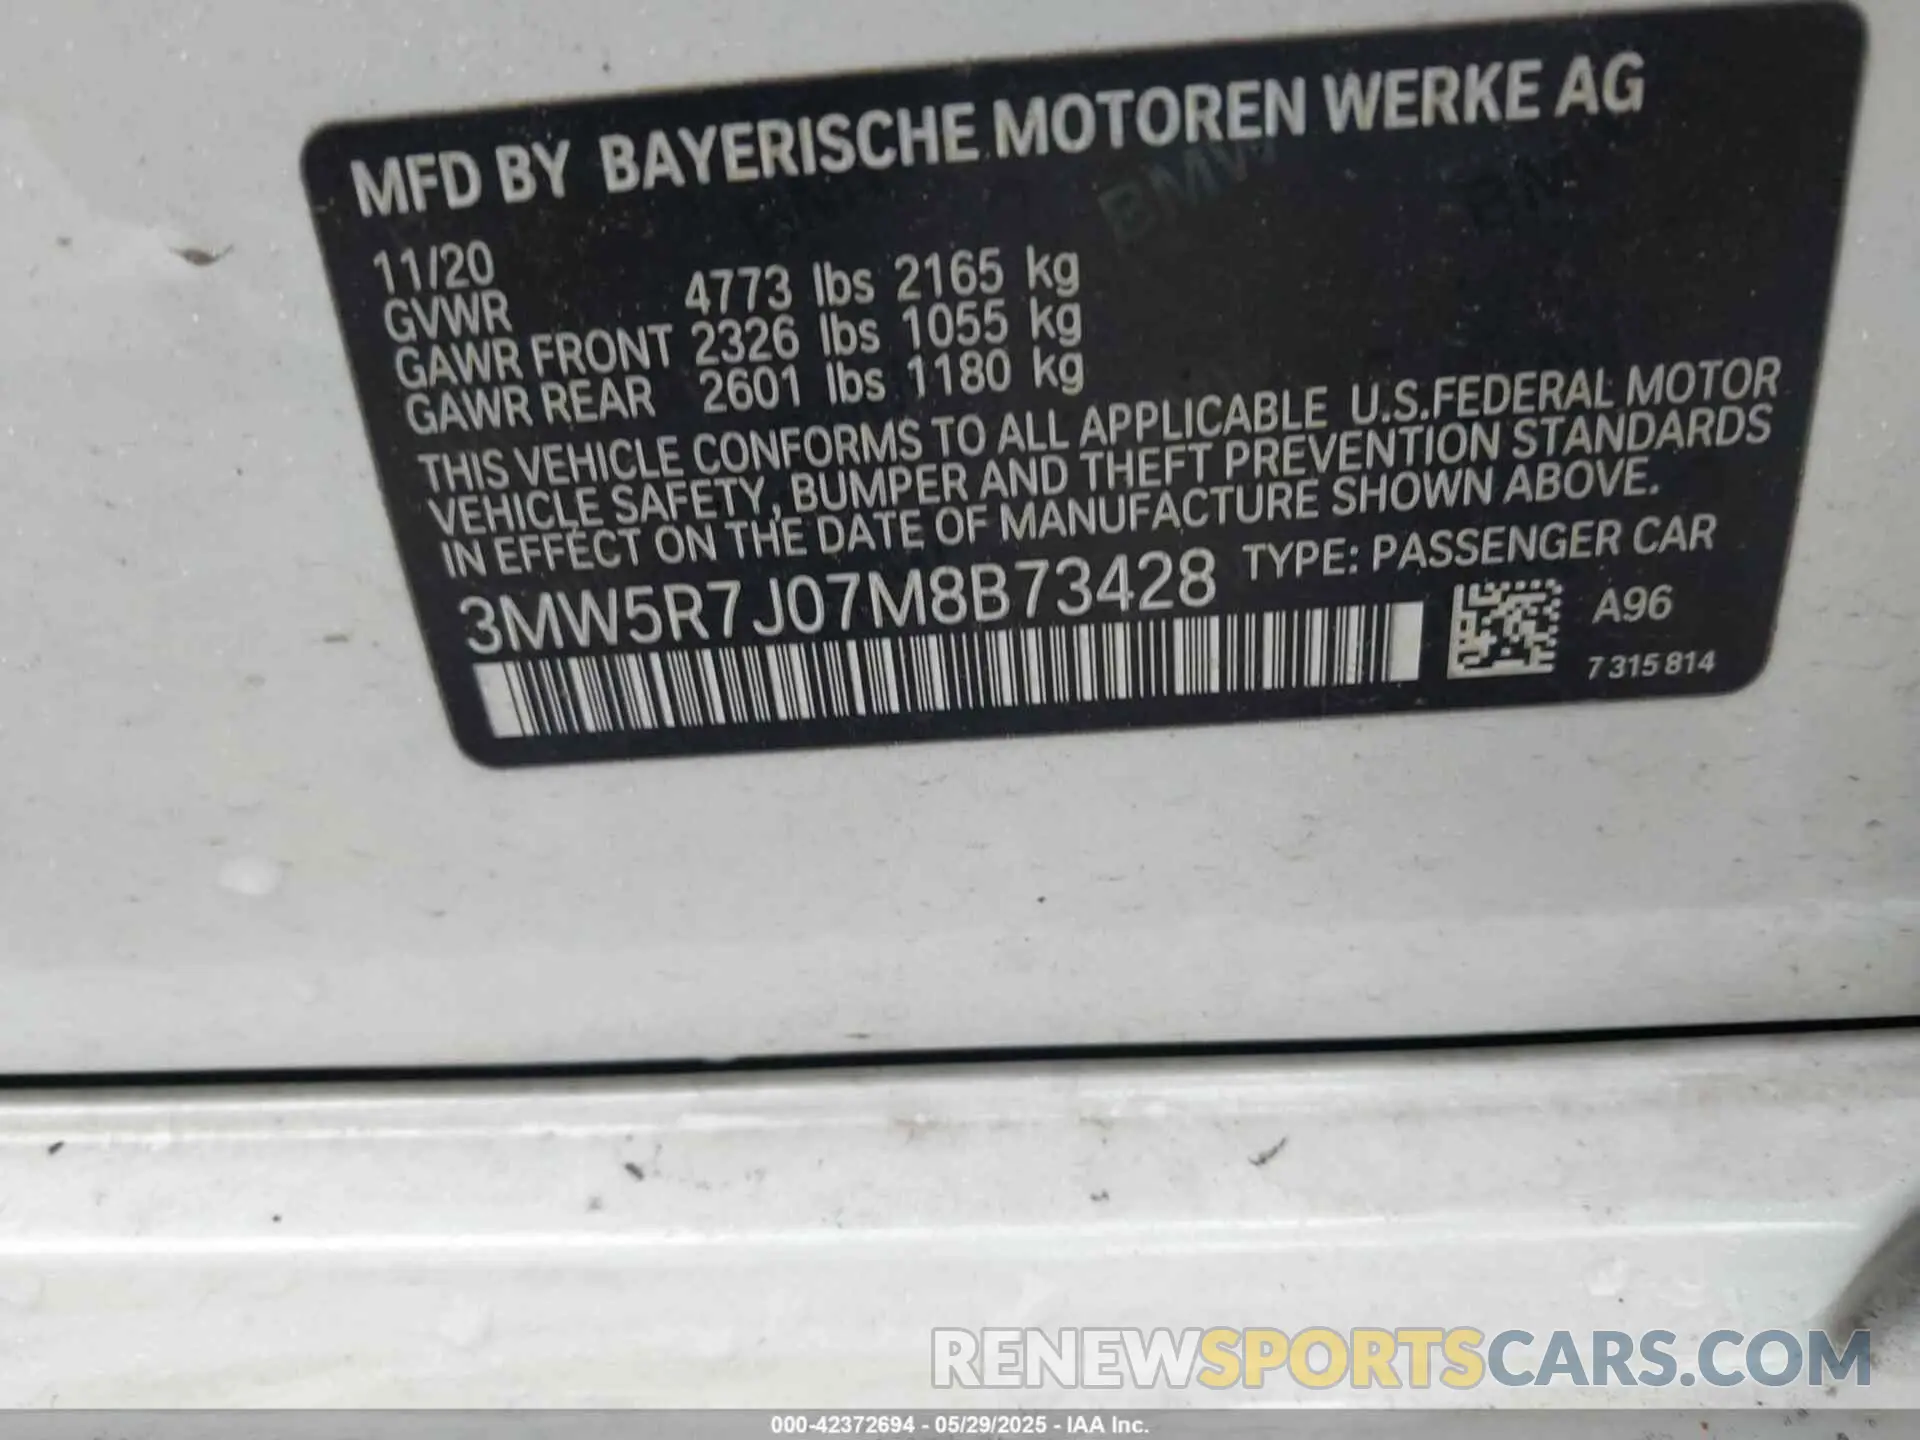 MFD BY BAYERISCHE MOTOREN WERKE AG
11/20
GVWR 4773 lbs 2165 kg
GAWR FRONT 2326 lbs 1055 kg
GAWR REAR 2601 lbs 1180 kg
THIS VEHICLE CONFORMS TO ALL APPLICABLE U.S.FEDERAL MOTOR
VEHICLE SAFETY, BUMPER AND THEFT PREVENTION STANDARDS
IN EFFECT ON THE DATE OF MANUFACTURE SHOWN ABOVE.
3MW5R7J07M8B73428 TYPE: PASSENGER CAR
A96
7 315 814
RENEWSPORTSCARS.COM
000-42372694 - 05/29/2025 - IAA Inc.